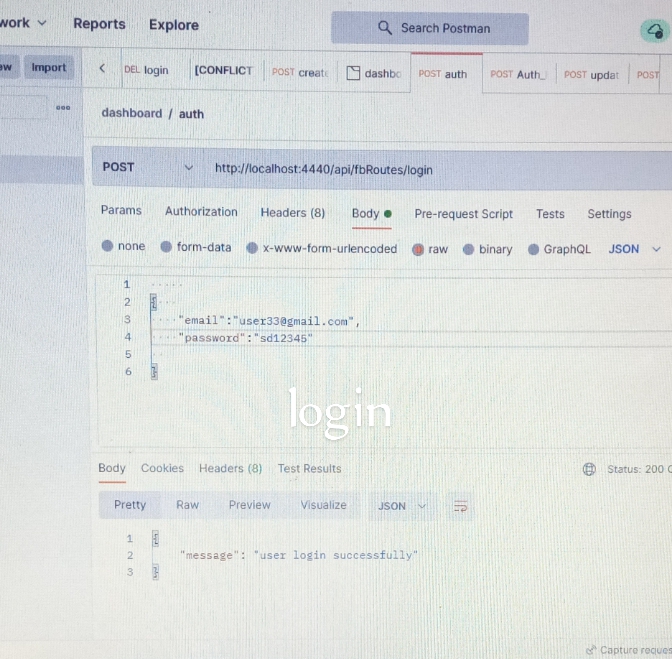 work Reports Explore Search Postman
ew Import DEL login [CONFLICT POST create dashbo POST auth POST Auth_ POST updat POST
dashboard / auth
POST http://localhost:4440/api/fbRoutes/login
Params Authorization Headers (8) Body Pre-request Script Tests Settings
none form-data x-www-form-urlencoded raw binary GraphQL JSON
1
2 {
3 "email":"user33@gmail.com",
4 "password":"sd12345"
5
6 }
login
Body Cookies Headers (8) Test Results Status: 200 O
Pretty Raw Preview Visualize JSON
1 {
2 "message": "user login successfully"
3 }
Capture reques